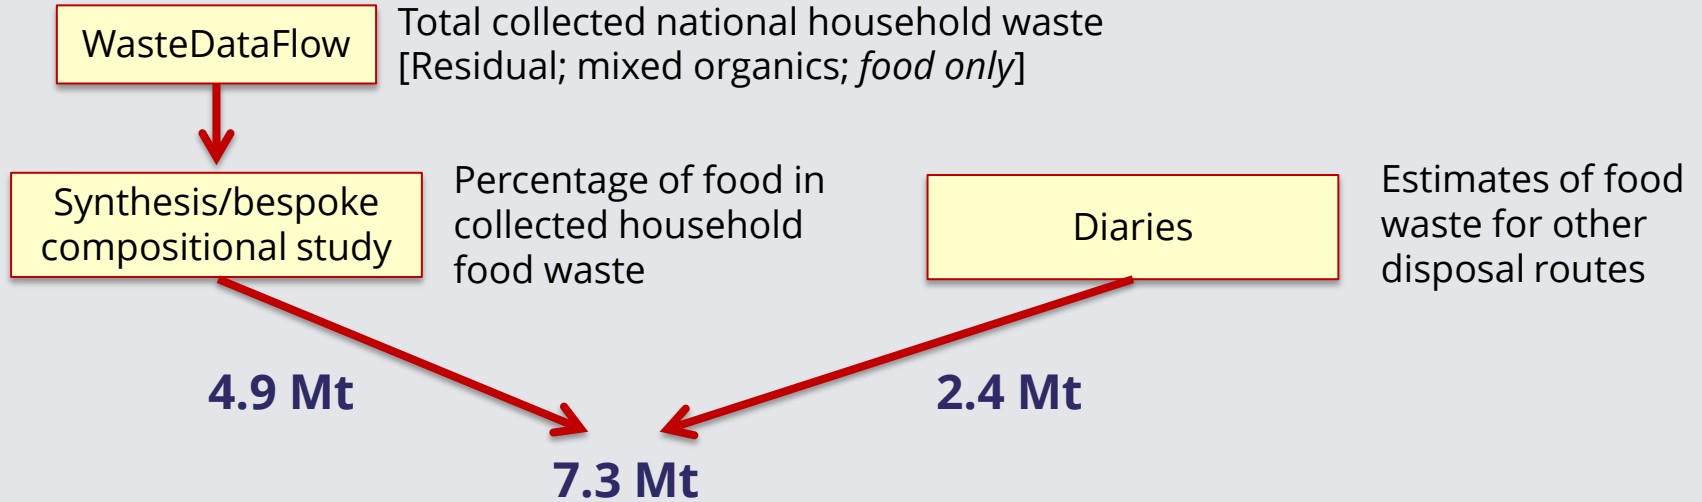 WasteDataFlow
Total collected national household waste
[Residual; mixed organics; food only]
Synthesis/bespoke
compositional study
Percentage of food in
collected household
food waste
Diaries
Estimates of food
waste for other
disposal routes
4.9 Mt
2.4 Mt
7.3 Mt